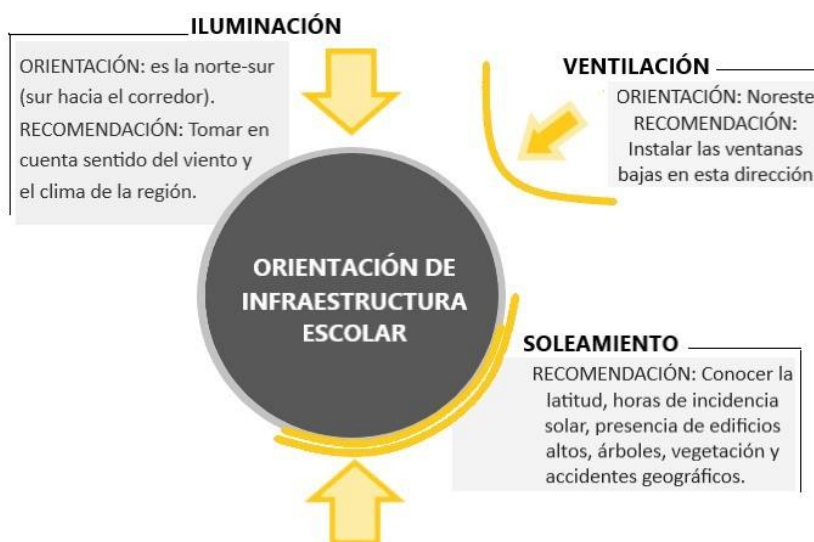 ILUMINACIÓN
ORIENTACIÓN: es la norte-sur
(sur hacia el corredor).
RECOMENDACIÓN: Tomar en
cuenta sentido del viento y
el clima de la región.
VENTILACIÓN
ORIENTACIÓN: Noreste
RECOMENDACIÓN:
Instalar las ventanas
bajas en esta dirección
ORIENTACIÓN DE
INFRAESTRUCTURA
ESCOLAR
SOLEAMIENTO
RECOMENDACIÓN: Conocer la
latitud, horas de incidencia
solar, presencia de edificios
altos, árboles, vegetación y
accidentes geográficos.